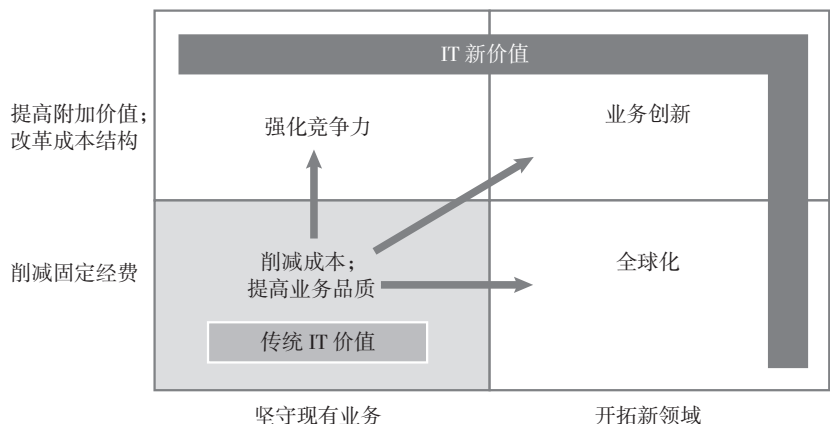 IT 新价值
提高附加价值；
改革成本结构
强化竞争力
业务创新
削减固定经费
削减成本；
提高业务品质
全球化
传统 IT 价值
坚守现有业务
开拓新领域